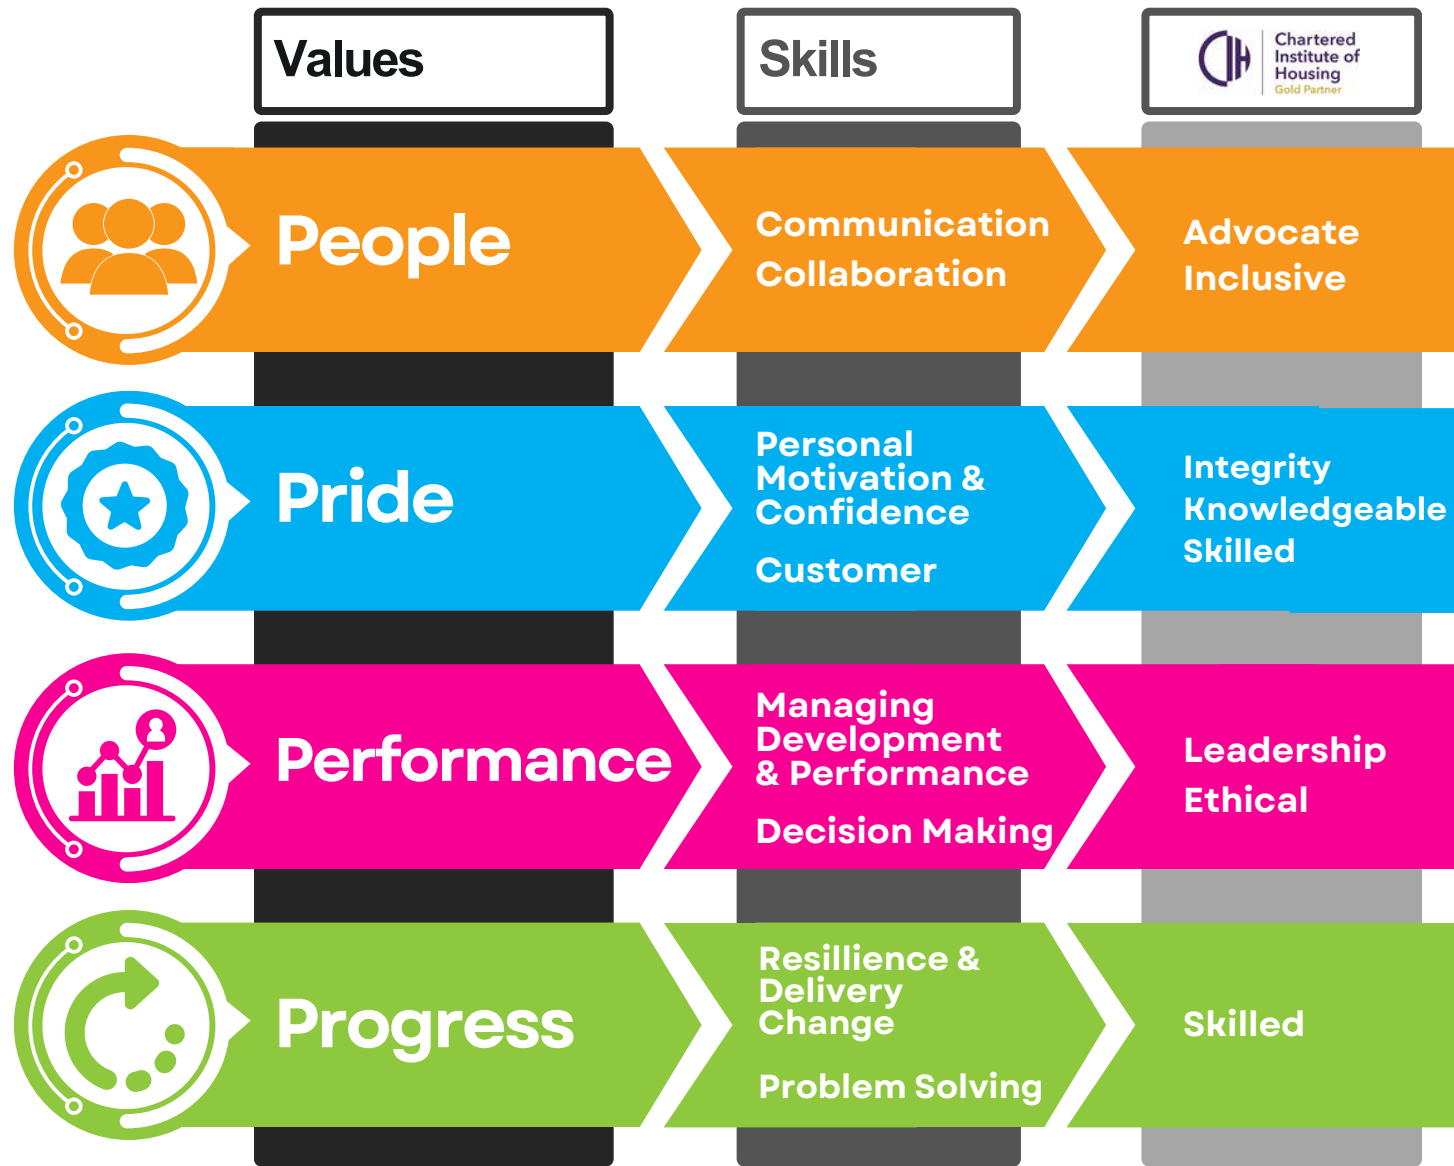 Values
Skills
Chartered
Institute of
Housing
Gold Partner
People
Communication
Collaboration
Advocate
Inclusive
Pride
Personal
Motivation &
Confidence
Customer
Integrity
Knowledgeable
Skilled
Performance
Managing
Development
& Performance
Decision Making
Leadership
Ethical
Progress
Resillience &
Delivery
Change
Problem Solving
Skilled